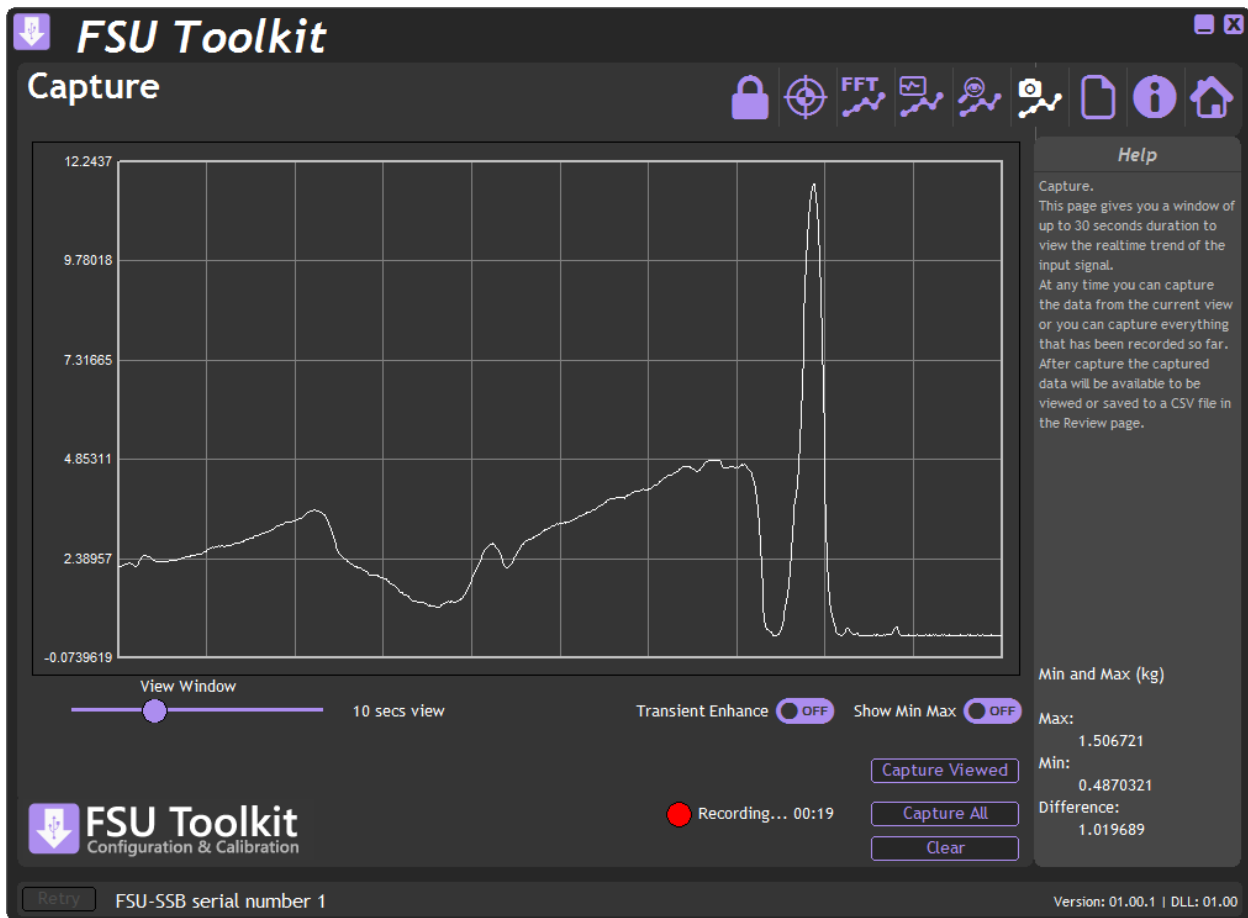 FSU Toolkit
Capture
FFT
12.2437
9.78018
7.31665
4.85311
2.38957
-0.0739619
Help
Capture.
This page gives you a window of
up to 30 seconds duration to
view the realtime trend of the
input signal.
At any time you can capture
the data from the current view
or you can capture everything
that has been recorded so far.
After capture the captured
data will be available to be
viewed or saved to a CSV file in
the Review page.
View Window
10 secs view
Transient Enhance OFF
Show Min Max OFF
Min and Max (kg)
Max:
1.506721
Min:
0.4870321
Difference:
1.019689
Capture Viewed
Recording... 00:19
Capture All
Clear
FSU Toolkit
Configuration & Calibration
Retry
FSU-SSB serial number 1
Version: 01.00.1 | DLL: 01.00